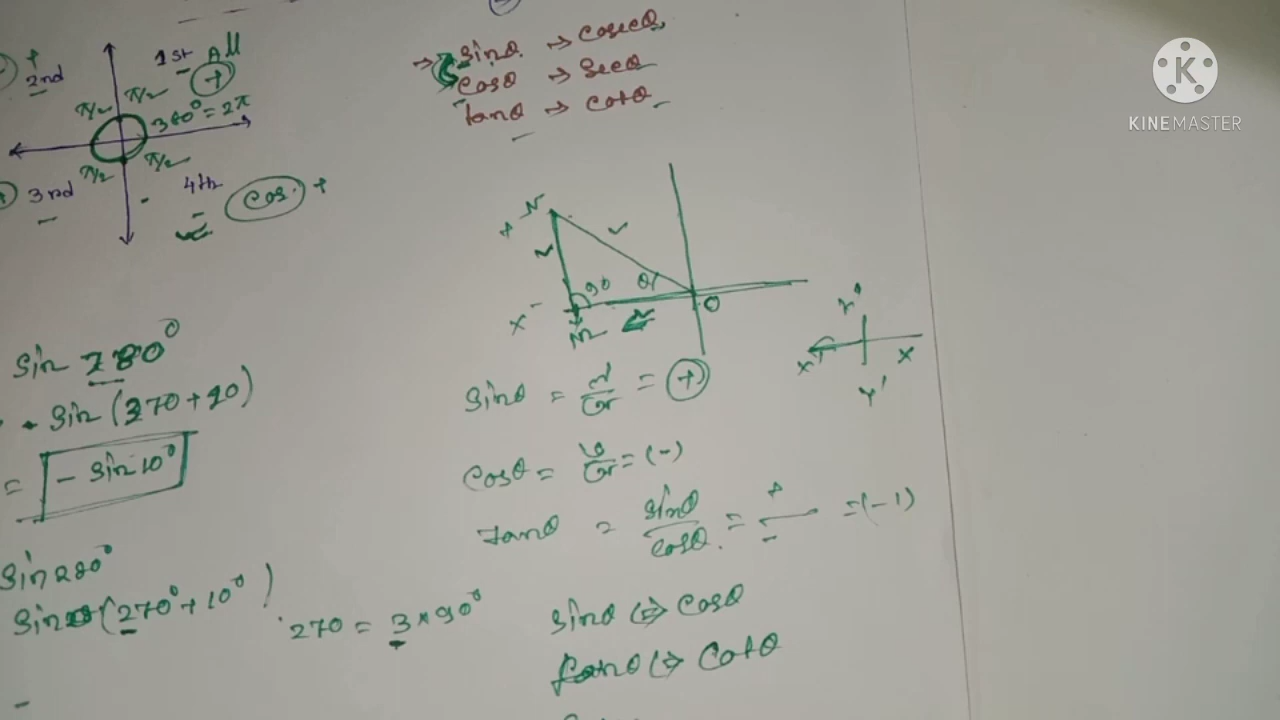 +
2nd
1st All
+
π/2 π/2
360° = 2π
π/2 π/2
3rd
4th
cos. +
→ sinθ → cosecθ
cosθ → secθ
tanθ → cotθ
K
KINEMASTER
+ N
90 θ
X - M
O
Y
X' X
Y'
sin 280°
sin (270+10)
= - sin 10°
sinθ = = (+)
cosθ = = (-)
tanθ = sinθ/cosθ = +/- = (-1)
sin 280°
sin (270° + 10°)
270 = 3 × 90°
sinθ ⇔ cosθ
tanθ ⇔ cotθ